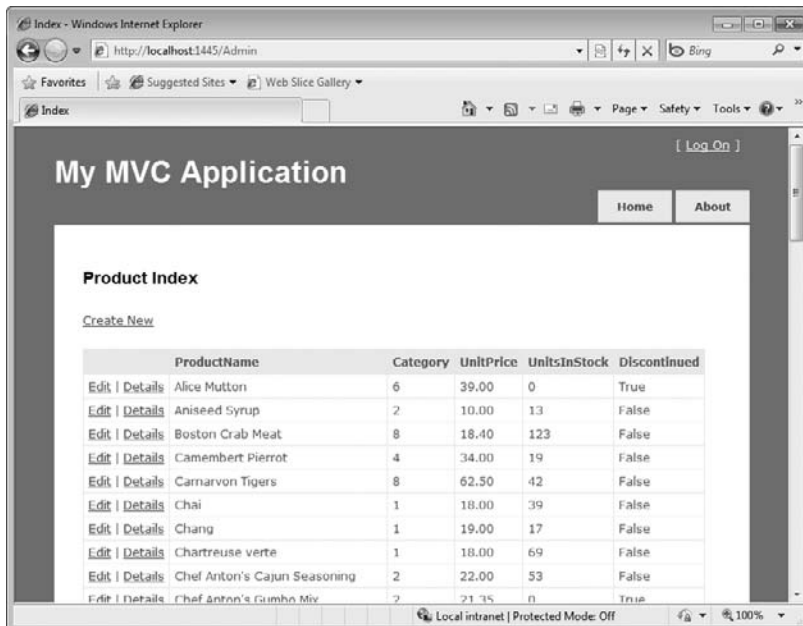 Index - Windows Internet Explorer
http://localhost:1445/Admin
Bing
Favorites Suggested Sites Web Slice Gallery
Index
Page Safety Tools
[ Log On ]
My MVC Application
Home About
Product Index
Create New
ProductName Category UnitPrice UnitsInStock Discontinued
Edit | Details Alice Mutton 6 39.00 0 True
Edit | Details Aniseed Syrup 2 10.00 13 False
Edit | Details Boston Crab Meat 8 18.40 123 False
Edit | Details Camembert Pierrot 4 34.00 19 False
Edit | Details Carnarvon Tigers 8 62.50 42 False
Edit | Details Chai 1 18.00 39 False
Edit | Details Chang 1 19.00 17 False
Edit | Details Chartreuse verte 1 18.00 69 False
Edit | Details Chef Anton's Cajun Seasoning 2 22.00 53 False
Edit | Details Chef Anton's Gumbo Mix 2 21.35 0 True
Local intranet | Protected Mode: Off 100%